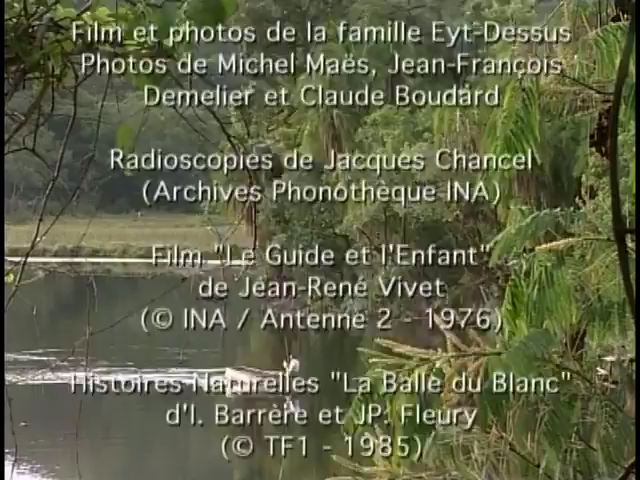 Film et photos de la famille Eyt-Dessus
Photos de Michel Maës, Jean-François
Demelier et Claude Boudard
Radioscopies de Jacques Chancel
(Archives Phonothèque INA)
Film "Le Guide et l'Enfant"
de Jean-René Vivet
(© INA / Antenne 2 - 1976)
Histoires Naturelles "La Balle du Blanc"
d'I. Barrère et JP. Fleury
(© TF1 - 1985)